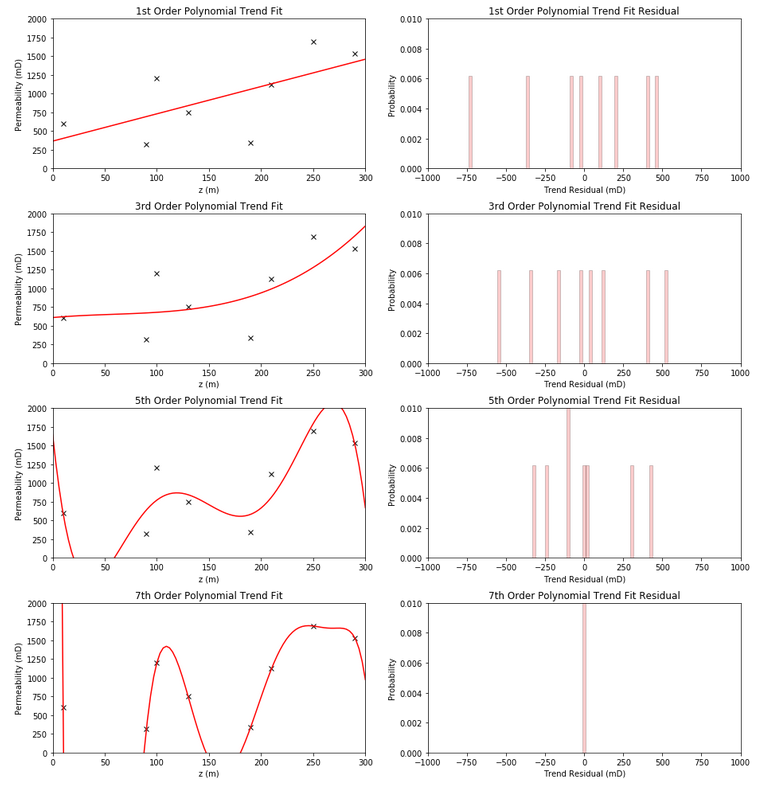 1st Order Polynomial Trend Fit
2000
1750
1500
1250
1000
750
500
250
0
Permeability (mD)
0 50 100 150 200 250 300
z (m)
1st Order Polynomial Trend Fit Residual
0.010
0.008
0.006
0.004
0.002
0.000
Probability
−1000 −750 −500 −250 0 250 500 750 1000
Trend Residual (mD)
3rd Order Polynomial Trend Fit
2000
1750
1500
1250
1000
750
500
250
0
Permeability (mD)
0 50 100 150 200 250 300
z (m)
3rd Order Polynomial Trend Fit Residual
0.010
0.008
0.006
0.004
0.002
0.000
Probability
−1000 −750 −500 −250 0 250 500 750 1000
Trend Residual (mD)
5th Order Polynomial Trend Fit
2000
1750
1500
1250
1000
750
500
250
0
Permeability (mD)
0 50 100 150 200 250 300
z (m)
5th Order Polynomial Trend Fit Residual
0.010
0.008
0.006
0.004
0.002
0.000
Probability
−1000 −750 −500 −250 0 250 500 750 1000
Trend Residual (mD)
7th Order Polynomial Trend Fit
2000
1750
1500
1250
1000
750
500
250
0
Permeability (mD)
0 50 100 150 200 250 300
z (m)
7th Order Polynomial Trend Fit Residual
0.010
0.008
0.006
0.004
0.002
0.000
Probability
−1000 −750 −500 −250 0 250 500 750 1000
Trend Residual (mD)